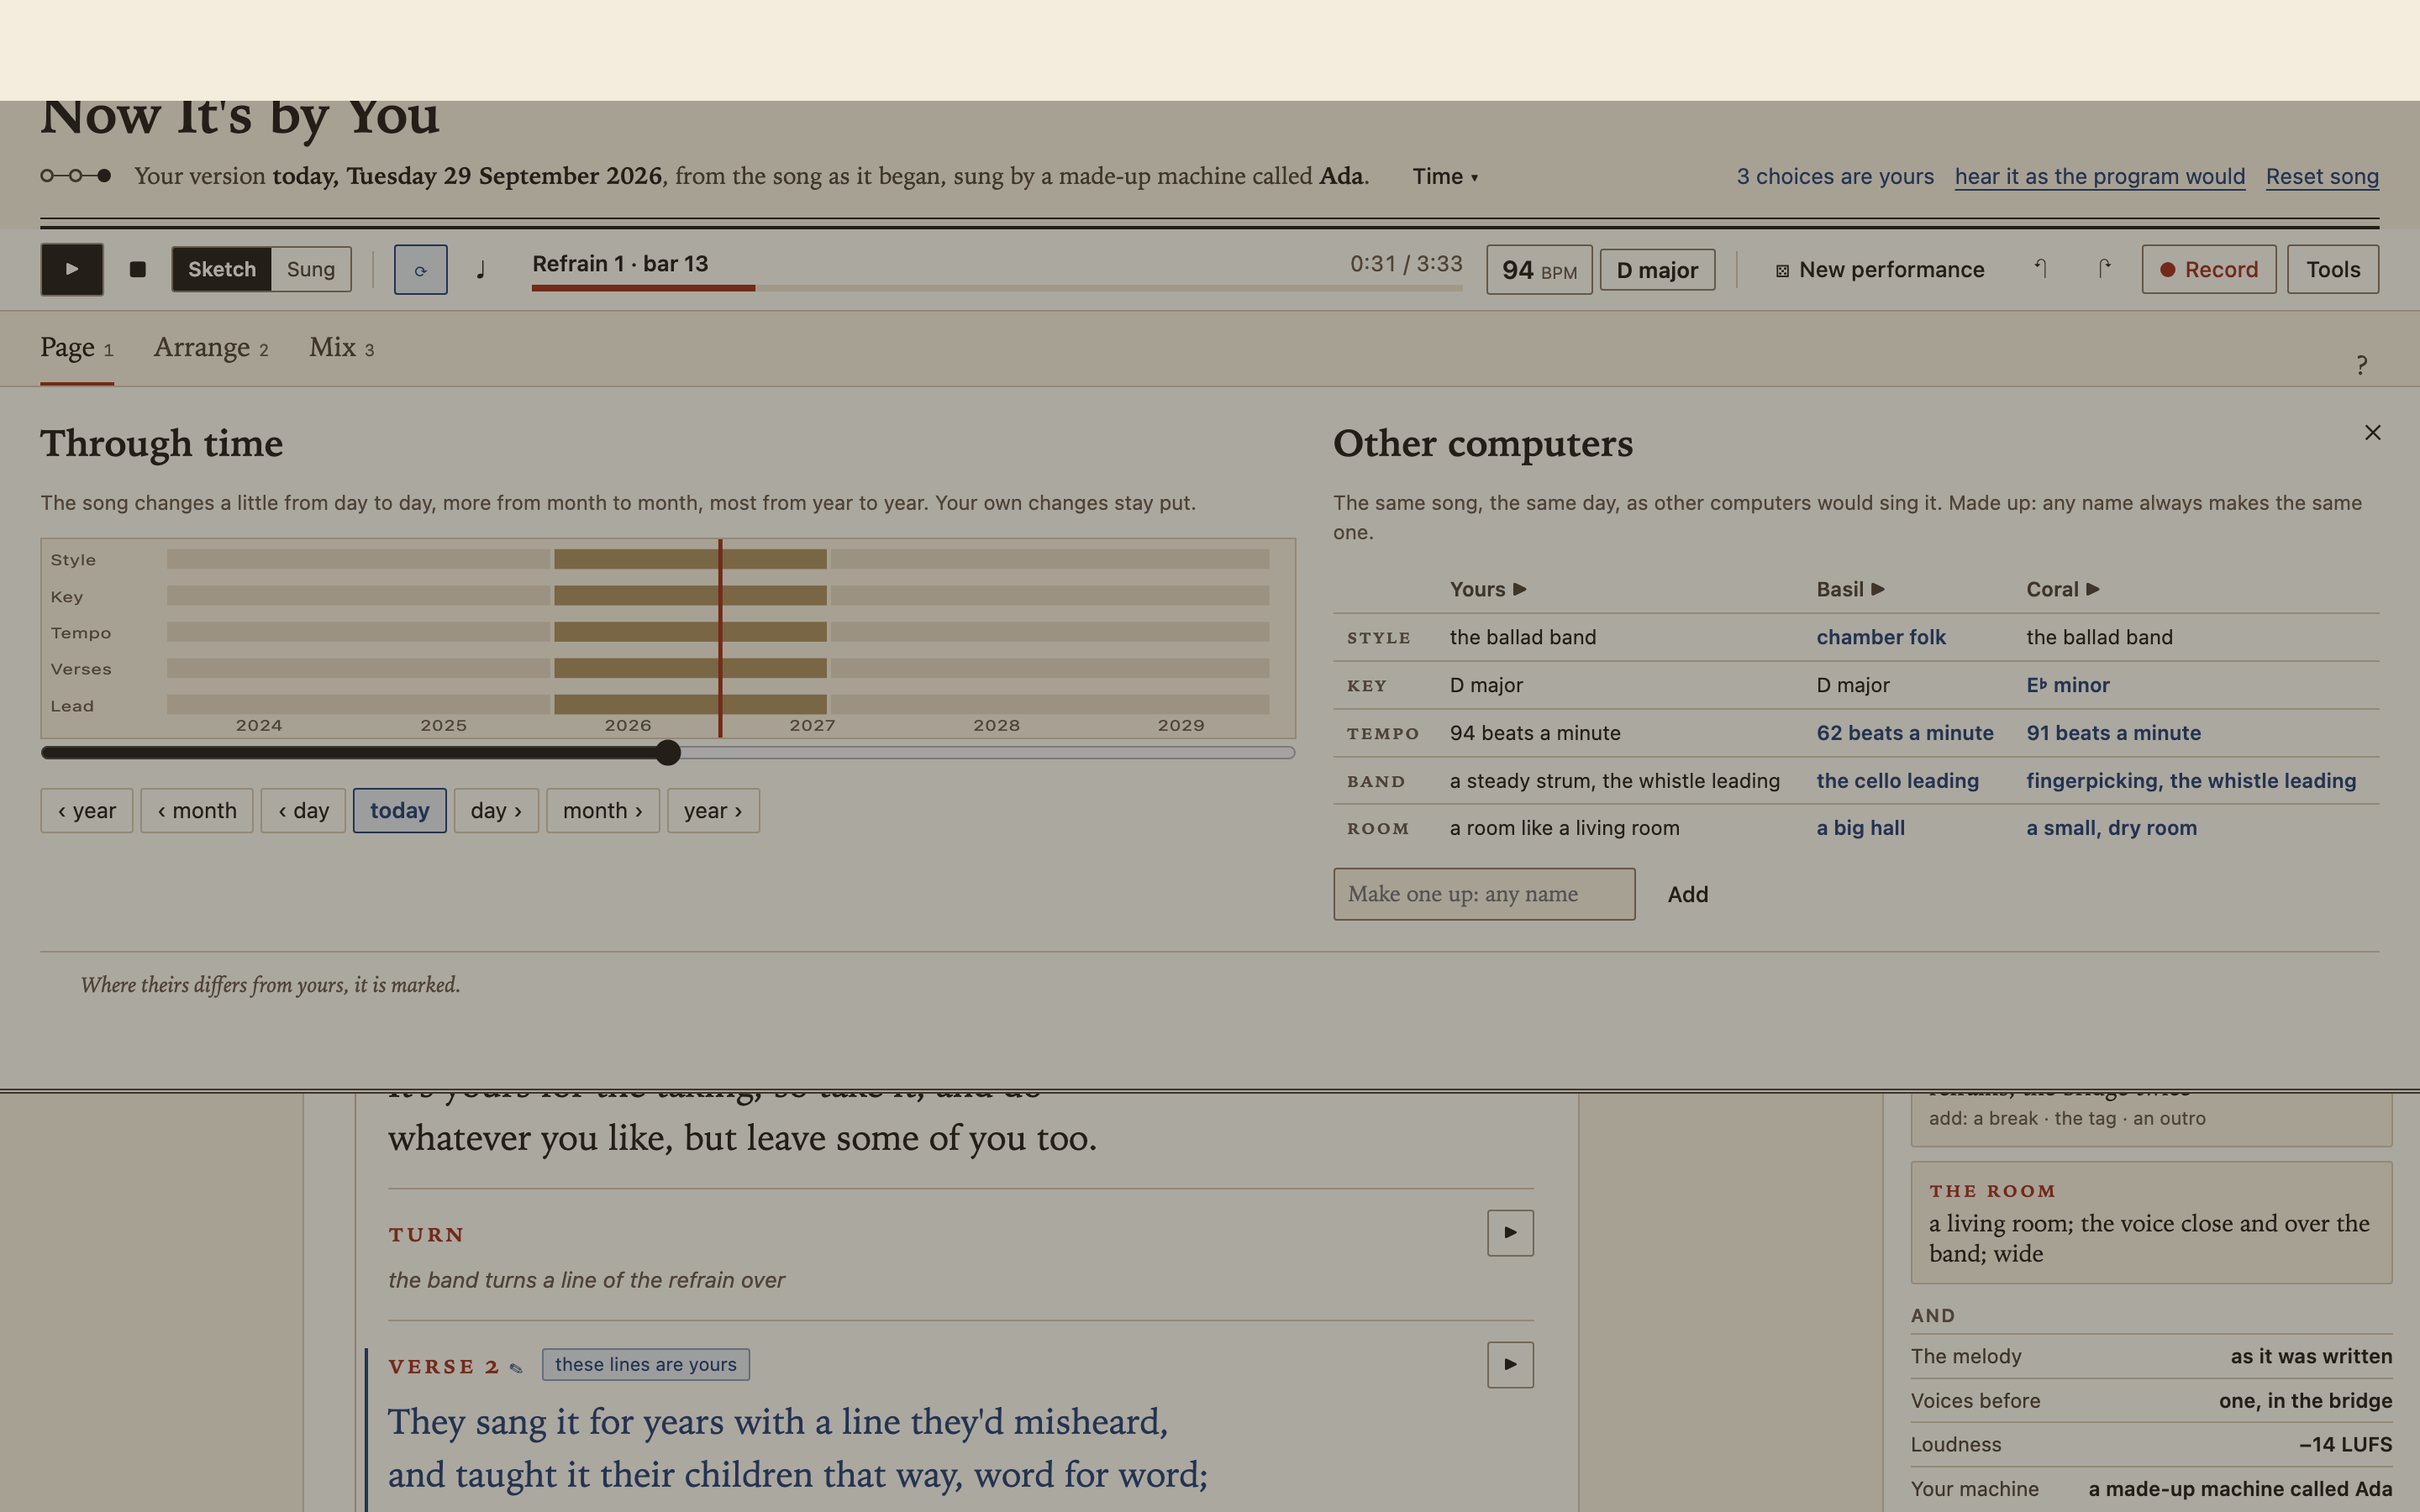 Now It's by You
Your version today, Tuesday 29 September 2026, from the song as it began, sung by a made-up machine called Ada.
Time ▾
3 choices are yours hear it as the program would Reset song
Sketch Sung
Refrain 1 · bar 13
0:31 / 3:33
94 BPM
D major
New performance
Record
Tools
Page 1
Arrange 2
Mix 3
?
Through time
The song changes a little from day to day, more from month to month, most from year to year. Your own changes stay put.
Style
Key
Tempo
Verses
Lead
2024 2025 2026 2027 2028 2029
‹ year ‹ month ‹ day today day › month › year ›
Other computers
The same song, the same day, as other computers would sing it. Made up: any name always makes the same
one.
Yours Basil Coral
STYLE the ballad band chamber folk the ballad band
KEY D major D major E♭ minor
TEMPO 94 beats a minute 62 beats a minute 91 beats a minute
BAND a steady strum, the whistle leading the cello leading fingerpicking, the whistle leading
ROOM a room like a living room a big hall a small, dry room
Make one up: any name
Add
Where theirs differs from yours, it is marked.
It's yours for the taking, so take it, and do
whatever you like, but leave some of you too.
TURN
the band turns a line of the refrain over
VERSE 2
these lines are yours
They sang it for years with a line they'd misheard,
and taught it their children that way, word for word;
refrains, the bridge twice
add: a break · the tag · an outro
THE ROOM
a living room; the voice close and over the
band; wide
AND
The melody as it was written
Voices before one, in the bridge
Loudness –14 LUFS
Your machine a made-up machine called Ada